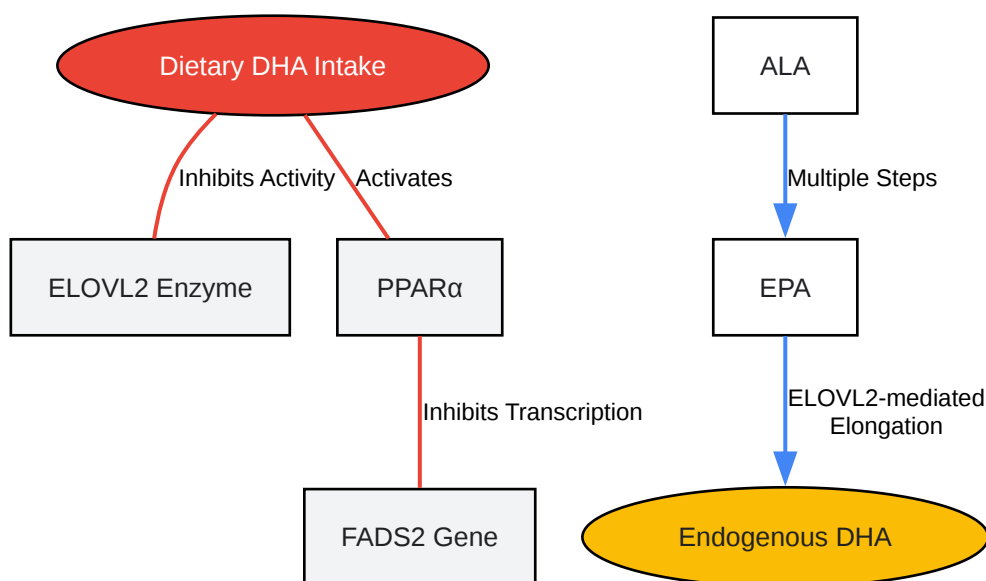 Dietary DHA Intake
ALA
Inhibits Activity
Activates
Multiple Steps
ELOVL2 Enzyme
PPARα
EPA
Inhibits Transcription
ELOVL2-mediated
Elongation
FADS2 Gene
Endogenous DHA